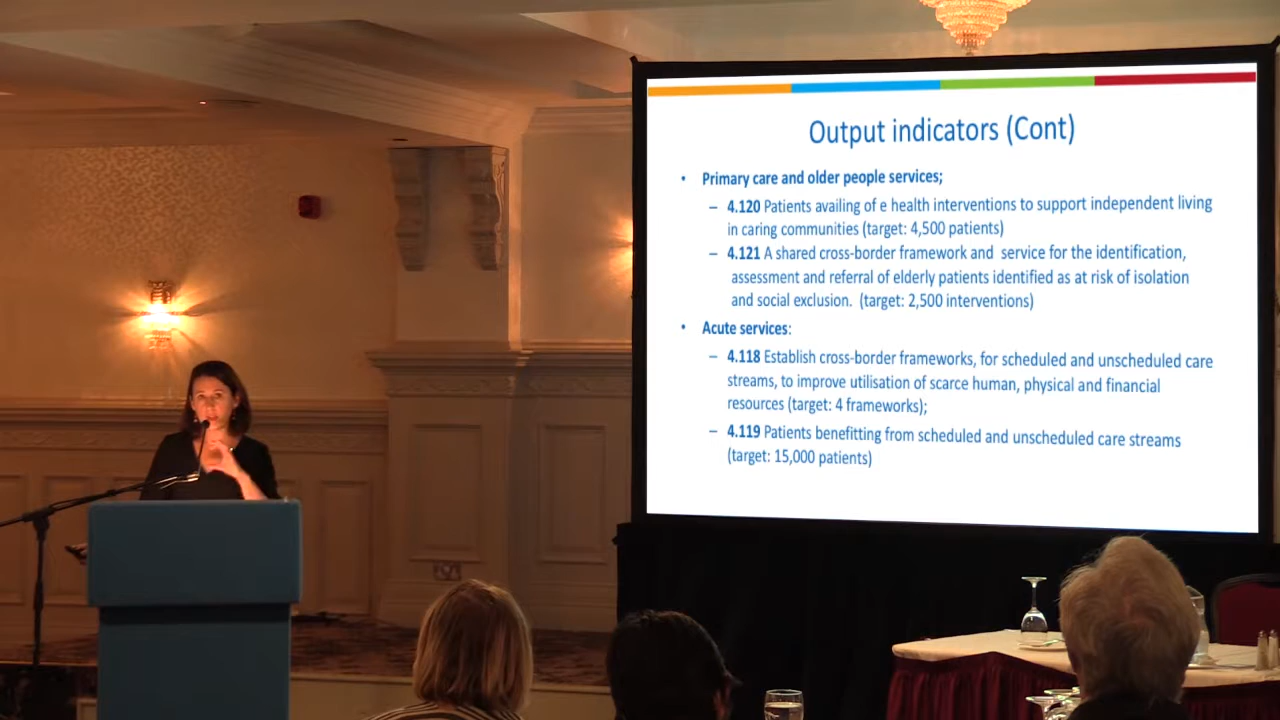 Output indicators (Cont)
• Primary care and older people services;
– 4.120 Patients availing of e health interventions to support independent living
in caring communities (target: 4,500 patients)
– 4.121 A shared cross-border framework and service for the identification,
assessment and referral of elderly patients identified as at risk of isolation
and social exclusion. (target: 2,500 interventions)
• Acute services:
– 4.118 Establish cross-border frameworks, for scheduled and unscheduled care
streams, to improve utilisation of scarce human, physical and financial
resources (target: 4 frameworks);
– 4.119 Patients benefitting from scheduled and unscheduled care streams
(target: 15,000 patients)